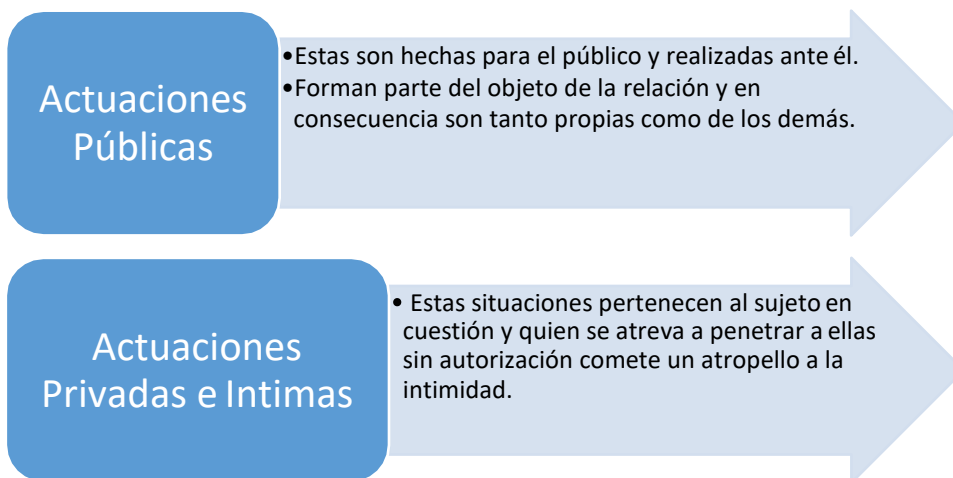 Actuaciones
Públicas
•Estas son hechas para el público y realizadas ante él.
•Forman parte del objeto de la relación y en
consecuencia son tanto propias como de los demás.
Actuaciones
Privadas e Intimas
• Estas situaciones pertenecen al sujeto en
cuestión y quien se atreva a penetrar a ellas
sin autorización comete un atropello a la
intimidad.